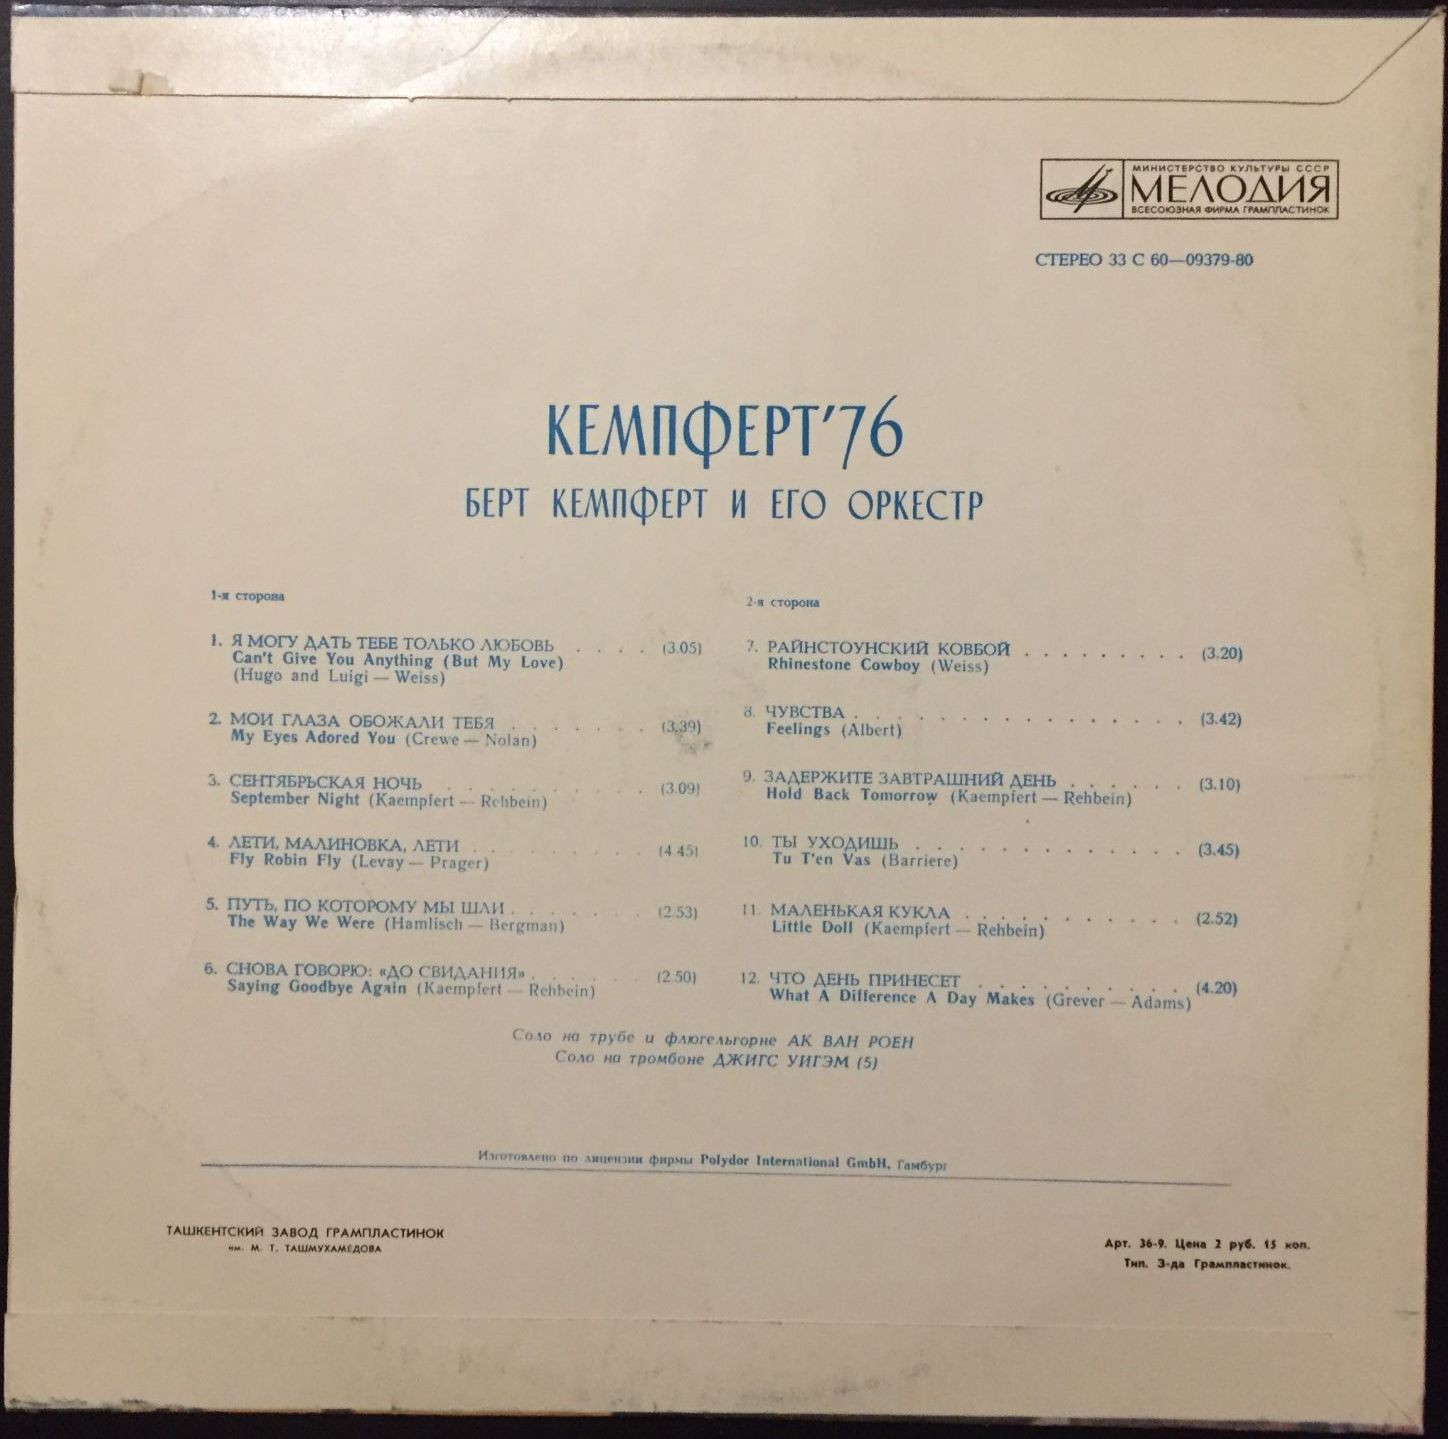 МИНИСТЕРСТВО КУЛЬТУРЫ СССР
МЕЛОДИЯ
ВСЕСОЮЗНАЯ ФИРМА ГРАМПЛАСТИНОК
СТЕРЕО 33 С 60—09379-80
КЕМПФЕРТ'76
БЕРТ КЕМПФЕРТ И ЕГО ОРКЕСТР
1-я сторона
1. Я МОГУ ДАТЬ ТЕБЕ ТОЛЬКО ЛЮБОВЬ . . . . (3.05)
Can't Give You Anything (But My Love)
(Hugo and Luigi — Weiss)
2. МОИ ГЛАЗА ОБОЖАЛИ ТЕБЯ . . . . . . . (3.39)
My Eyes Adored You (Crewe — Nolan)
3. СЕНТЯБРЬСКАЯ НОЧЬ . . . . . . . . . . (3.09)
September Night (Kaempfert — Rehbein)
4. ЛЕТИ, МАЛИНОВКА, ЛЕТИ . . . . . . . . . (4.45)
Fly Robin Fly (Levay — Prager)
5. ПУТЬ, ПО КОТОРОМУ МЫ ШЛИ . . . . . . . (2.53)
The Way We Were (Hamlisch — Bergman)
6. СНОВА ГОВОРЮ: «ДО СВИДАНИЯ» . . . . . . (2.50)
Saying Goodbye Again (Kaempfert — Rehbein)
2-я сторона
7. РАЙНСТОУНСКИЙ КОВБОЙ . . . . . . . . . (3.20)
Rhinestone Cowboy (Weiss)
8. ЧУВСТВА . . . . . . . . . . . . . . . . (3.42)
Feelings (Albert)
9. ЗАДЕРЖИТЕ ЗАВТРАШНИЙ ДЕНЬ . . . . . . (3.10)
Hold Back Tomorrow (Kaempfert — Rehbein)
10. ТЫ УХОДИШЬ . . . . . . . . . . . . . (3.45)
Tu T'en Vas (Barriere)
11. МАЛЕНЬКАЯ КУКЛА . . . . . . . . . . . (2.52)
Little Doll (Kaempfert — Rehbein)
12. ЧТО ДЕНЬ ПРИНЕСЕТ . . . . . . . . . . (4.20)
What A Difference A Day Makes (Grever — Adams)
Соло на трубе и флюгельгорне АК ВАН РОЕН
Соло на тромбоне ДЖИГС УИГЭМ (5)
Изготовлено по лицензии фирмы Polydor International GmbH, Гамбург
ТАШКЕНТСКИЙ ЗАВОД ГРАМПЛАСТИНОК
им. М. Т. ТАШМУХАМЕДОВА
Арт. 36-9. Цена 2 руб. 15 коп.
Тип. З-да Грампластинок.